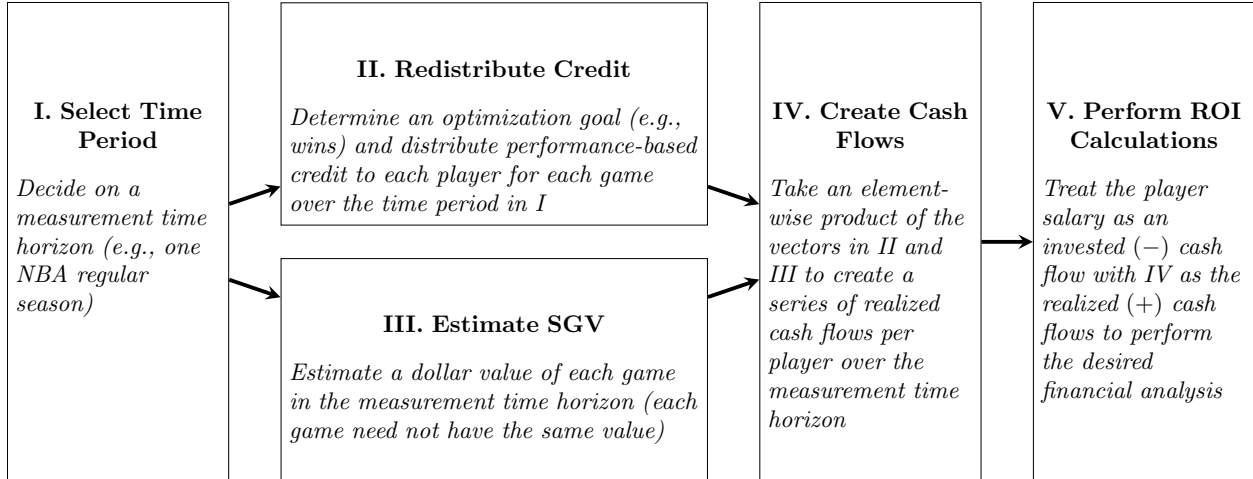 I. Select Time
Period
Decide on a
measurement time
horizon (e.g., one
NBA regular
season)
II. Redistribute Credit
Determine an optimization goal (e.g.,
wins) and distribute performance-based
credit to each player for each game
over the time period in I
III. Estimate SGV
Estimate a dollar value of each game
in the measurement time horizon (each
game need not have the same value)
IV. Create Cash
Flows
Take an element-
wise product of the
vectors in II and
III to create a
series of realized
cash flows per
player over the
measurement time
horizon
V. Perform ROI
Calculations
Treat the player
salary as an
invested (−) cash
flow with IV as the
realized (+) cash
flows to perform
the desired
financial analysis